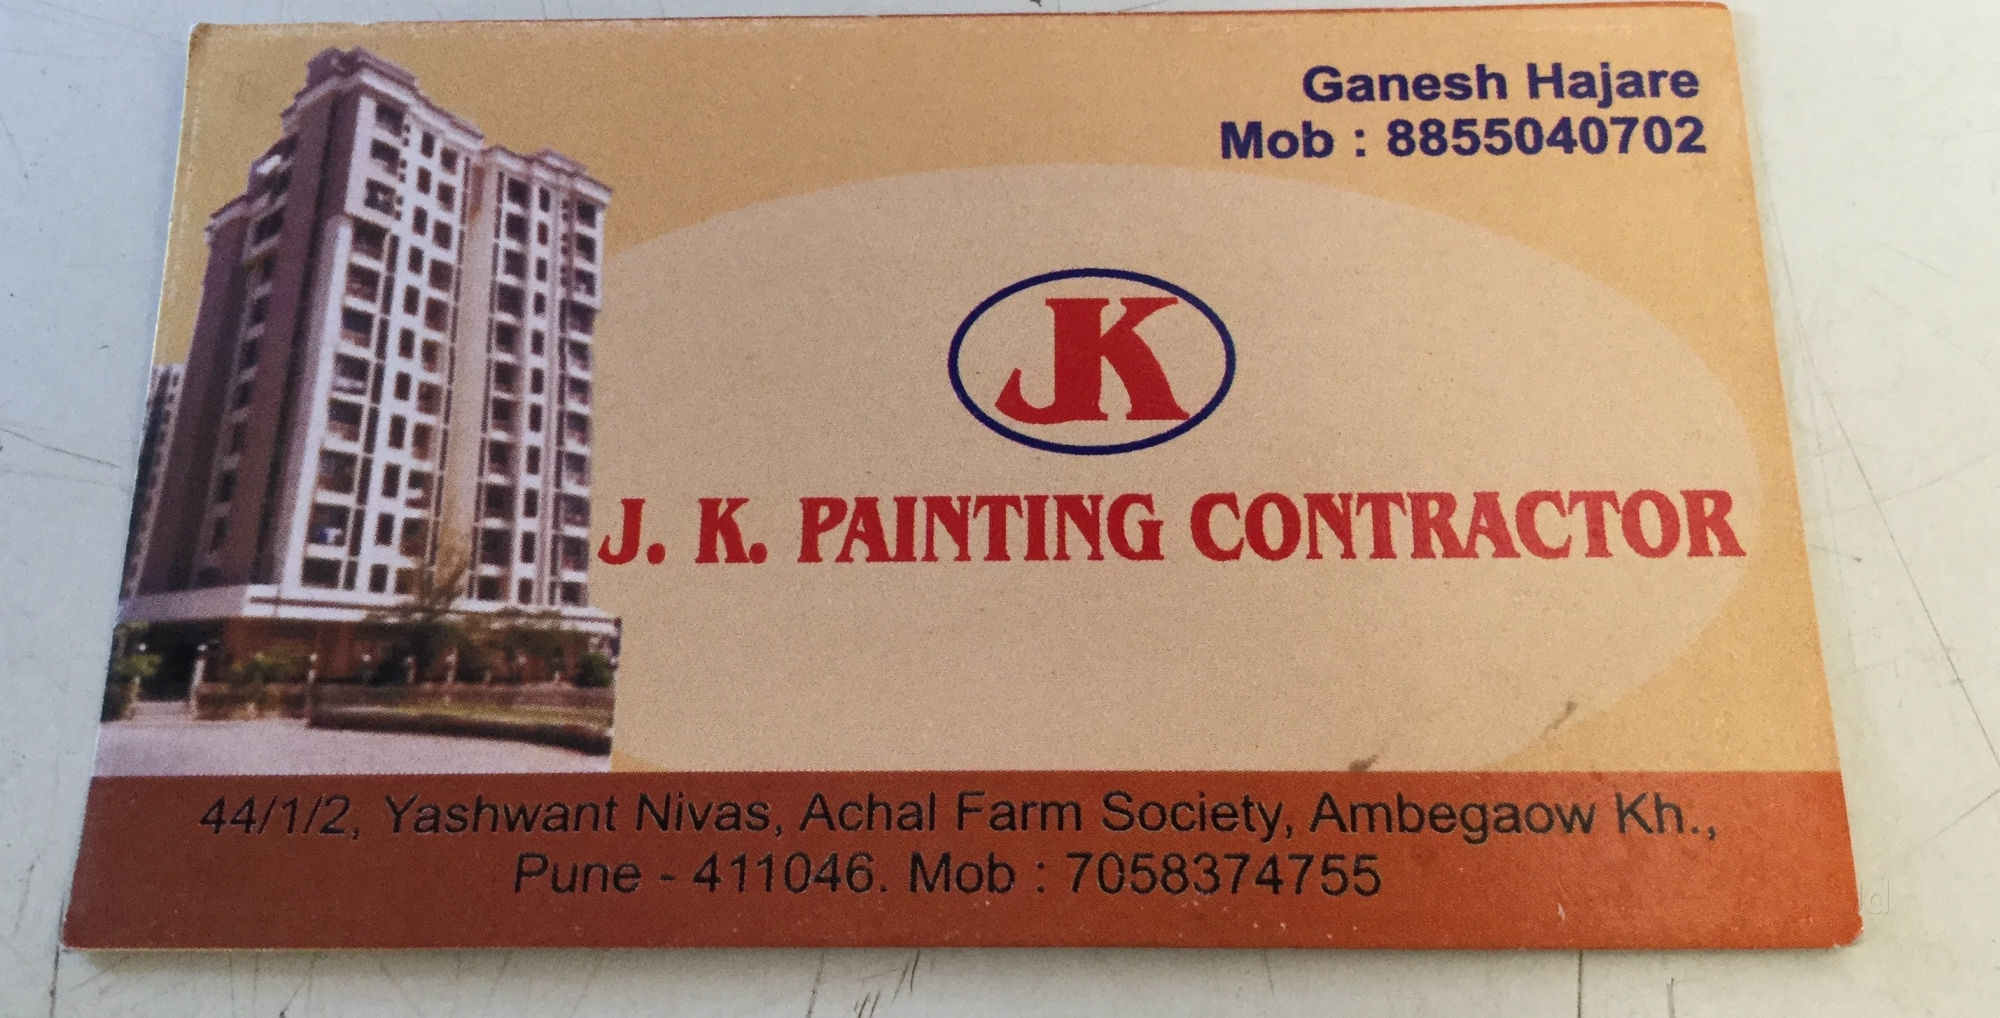 Ganesh Hajare
Mob : 8855040702
JK
J. K. PAINTING CONTRACTOR
44/1/2, Yashwant Nivas, Achal Farm Society, Ambegaow Kh.,
Pune - 411046. Mob : 7058374755